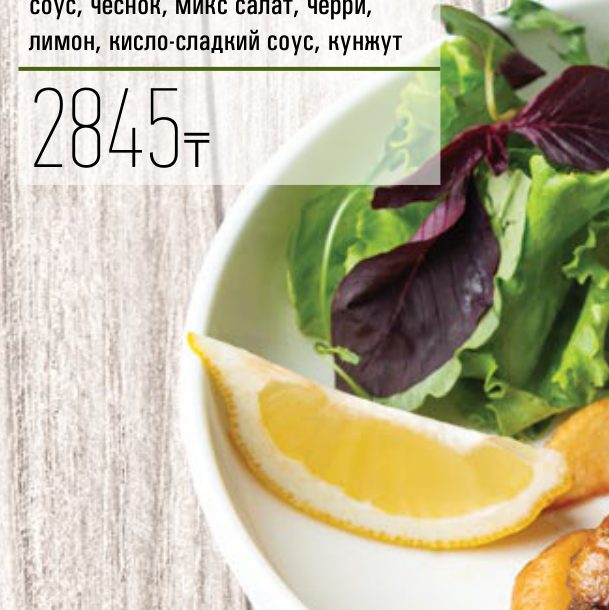 соус, чеснок, микс салат, черри,
лимон, кисло-сладкий соус, кунжут
2845₸